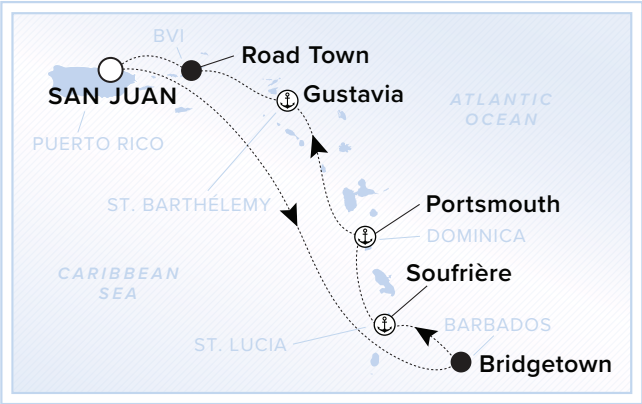 BVI
Road Town
SAN JUAN
Gustavia
ATLANTIC
OCEAN
PUERTO RICO
ST. BARTHÉLEMY
Portsmouth
DOMINICA
CARIBBEAN
SEA
Soufrière
BARBADOS
ST. LUCIA
Bridgetown